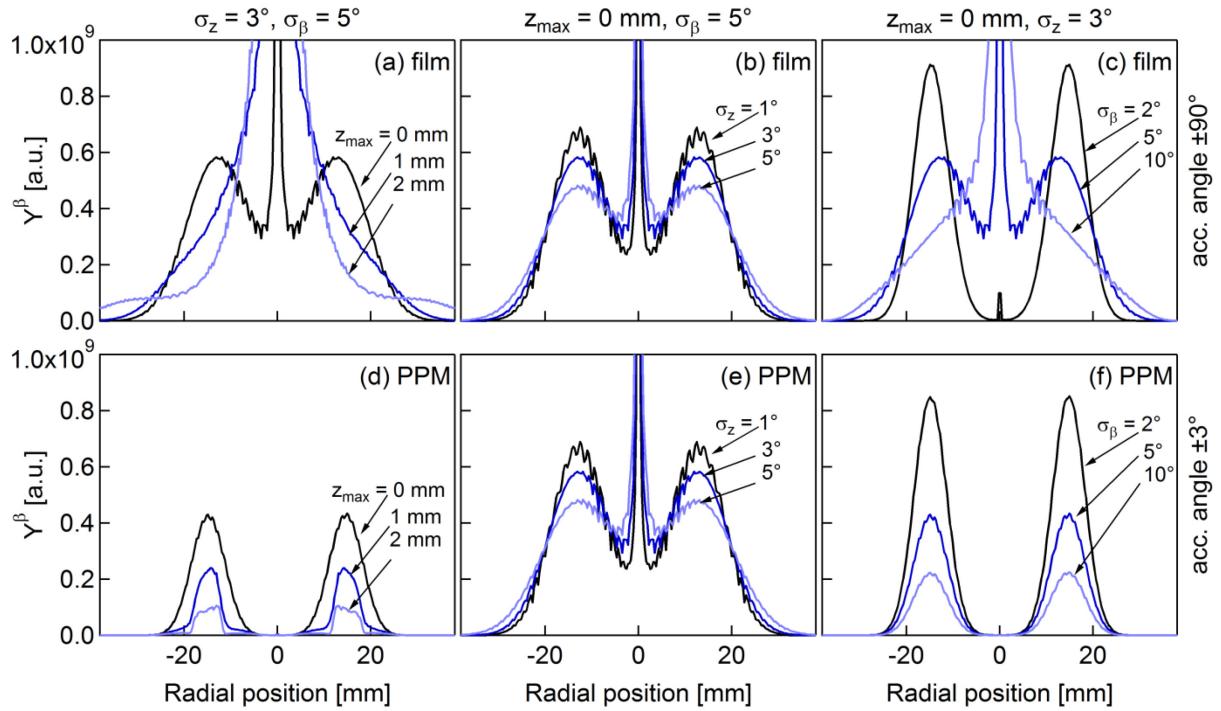 σz = 3°, σβ = 5°
zmax = 0 mm, σβ = 5°
zmax = 0 mm, σz = 3°
1.0x10⁹
0.8
0.6
0.4
0.2
0.0
Yᵝ [a.u.]
(a) film
zmax = 0 mm
1 mm
2 mm
(b) film
σz = 1°
3°
5°
(c) film
σβ = 2°
5°
10°
acc. angle ±90°
1.0x10⁹
0.8
0.6
0.4
0.2
0.0
Yᵝ [a.u.]
(d) PPM
zmax = 0 mm
1 mm
2 mm
(e) PPM
σz = 1°
3°
5°
(f) PPM
σβ = 2°
5°
10°
acc. angle ±3°
-20 0 20
-20 0 20
-20 0 20
Radial position [mm]
Radial position [mm]
Radial position [mm]